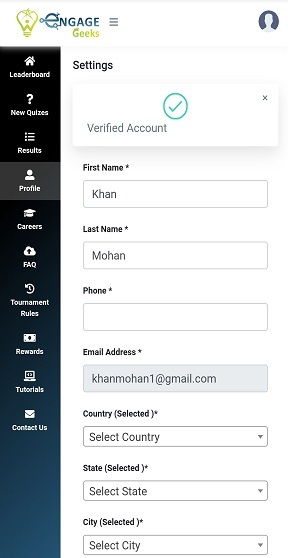 ENGAGE
Geeks
Leaderboard
New Quizes
Results
Profile
Careers
FAQ
Tournament
Rules
Rewards
Tutorials
Contact Us
Settings
×
Verified Account
First Name *
Khan
Last Name *
Mohan
Phone *
Email Address *
khanmohan1@gmail.com
Country (Selected )*
Select Country
State (Selected )*
Select State
City (Selected )*
Select City